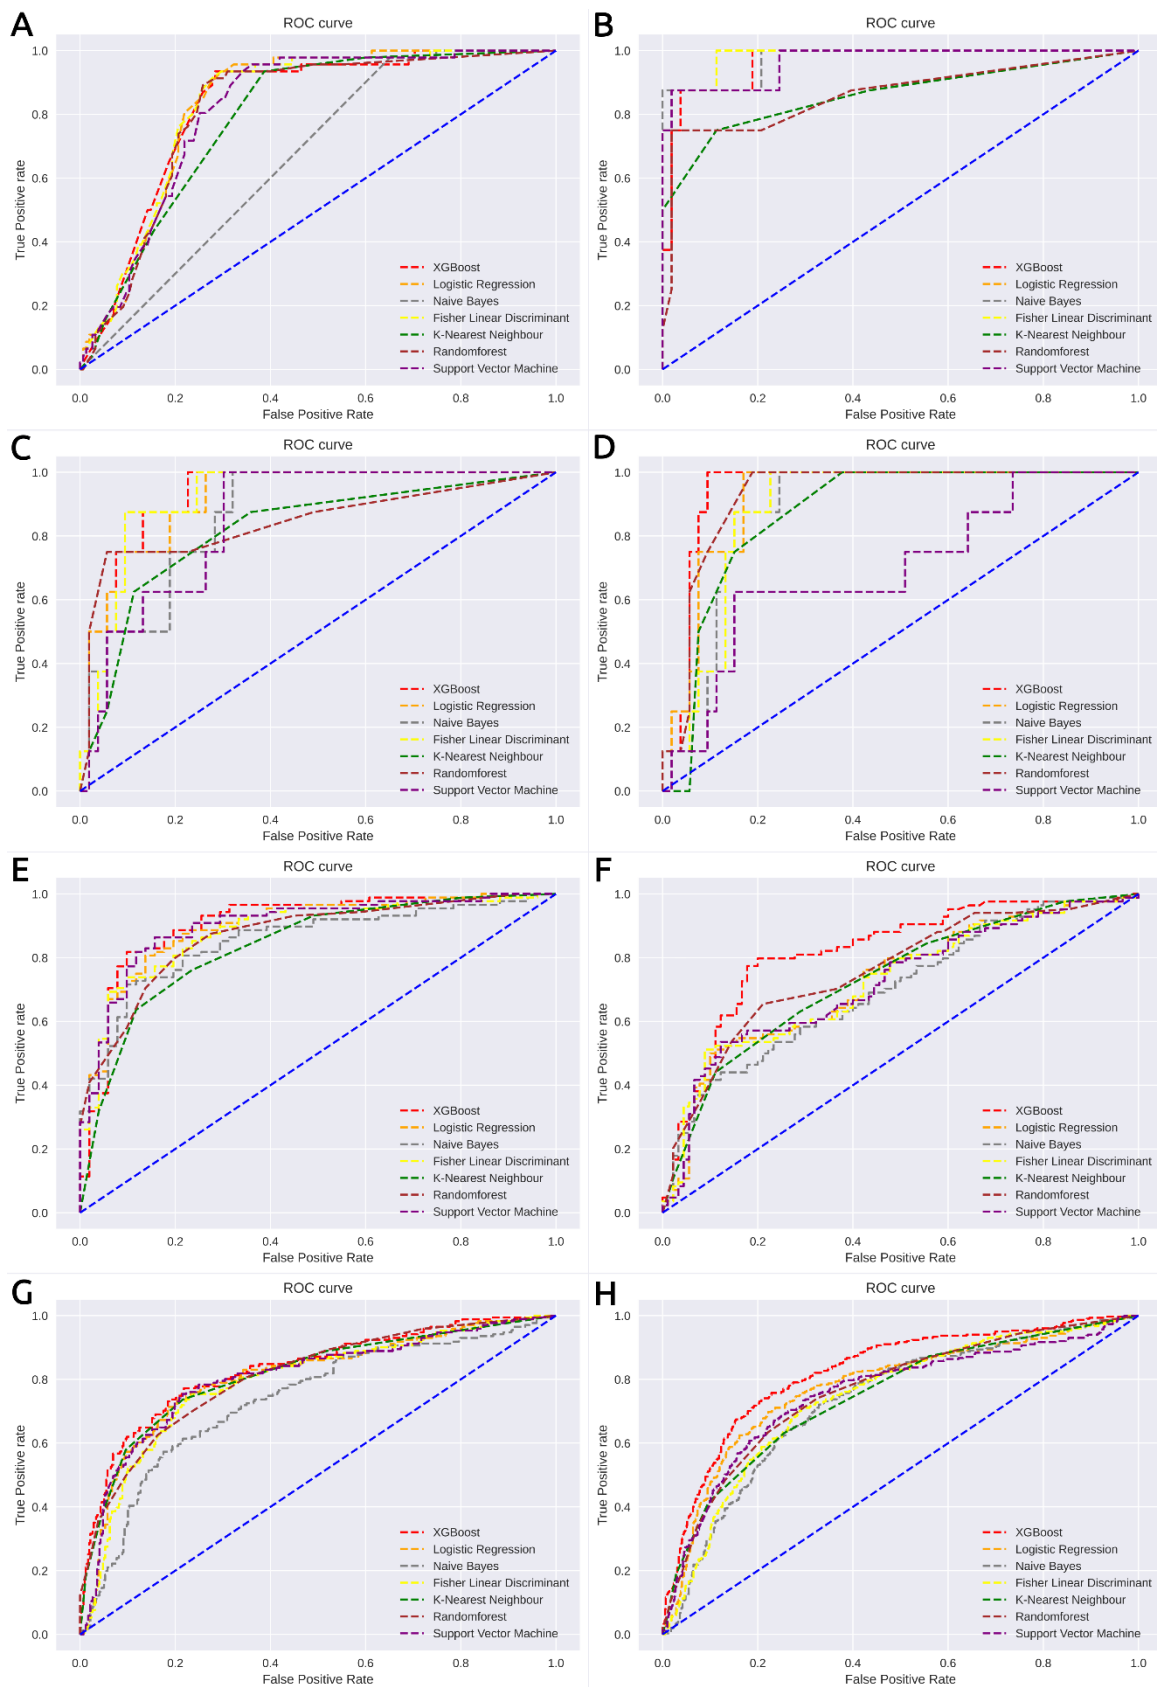 A
ROC curve
True Positive rate
1.0
0.8
0.6
0.4
0.2
0.0
XGBoost
Logistic Regression
Naive Bayes
Fisher Linear Discriminant
K-Nearest Neighbour
Randomforest
Support Vector Machine
0.0 0.2 0.4 0.6 0.8 1.0
False Positive Rate
B
ROC curve
True Positive rate
1.0
0.8
0.6
0.4
0.2
0.0
XGBoost
Logistic Regression
Naive Bayes
Fisher Linear Discriminant
K-Nearest Neighbour
Randomforest
Support Vector Machine
0.0 0.2 0.4 0.6 0.8 1.0
False Positive Rate
C
ROC curve
True Positive rate
1.0
0.8
0.6
0.4
0.2
0.0
XGBoost
Logistic Regression
Naive Bayes
Fisher Linear Discriminant
K-Nearest Neighbour
Randomforest
Support Vector Machine
0.0 0.2 0.4 0.6 0.8 1.0
False Positive Rate
D
ROC curve
True Positive rate
1.0
0.8
0.6
0.4
0.2
0.0
XGBoost
Logistic Regression
Naive Bayes
Fisher Linear Discriminant
K-Nearest Neighbour
Randomforest
Support Vector Machine
0.0 0.2 0.4 0.6 0.8 1.0
False Positive Rate
E
ROC curve
True Positive rate
1.0
0.8
0.6
0.4
0.2
0.0
XGBoost
Logistic Regression
Naive Bayes
Fisher Linear Discriminant
K-Nearest Neighbour
Randomforest
Support Vector Machine
0.0 0.2 0.4 0.6 0.8 1.0
False Positive Rate
F
ROC curve
True Positive rate
1.0
0.8
0.6
0.4
0.2
0.0
XGBoost
Logistic Regression
Naive Bayes
Fisher Linear Discriminant
K-Nearest Neighbour
Randomforest
Support Vector Machine
0.0 0.2 0.4 0.6 0.8 1.0
False Positive Rate
G
ROC curve
True Positive rate
1.0
0.8
0.6
0.4
0.2
0.0
XGBoost
Logistic Regression
Naive Bayes
Fisher Linear Discriminant
K-Nearest Neighbour
Randomforest
Support Vector Machine
0.0 0.2 0.4 0.6 0.8 1.0
False Positive Rate
H
ROC curve
True Positive rate
1.0
0.8
0.6
0.4
0.2
0.0
XGBoost
Logistic Regression
Naive Bayes
Fisher Linear Discriminant
K-Nearest Neighbour
Randomforest
Support Vector Machine
0.0 0.2 0.4 0.6 0.8 1.0
False Positive Rate